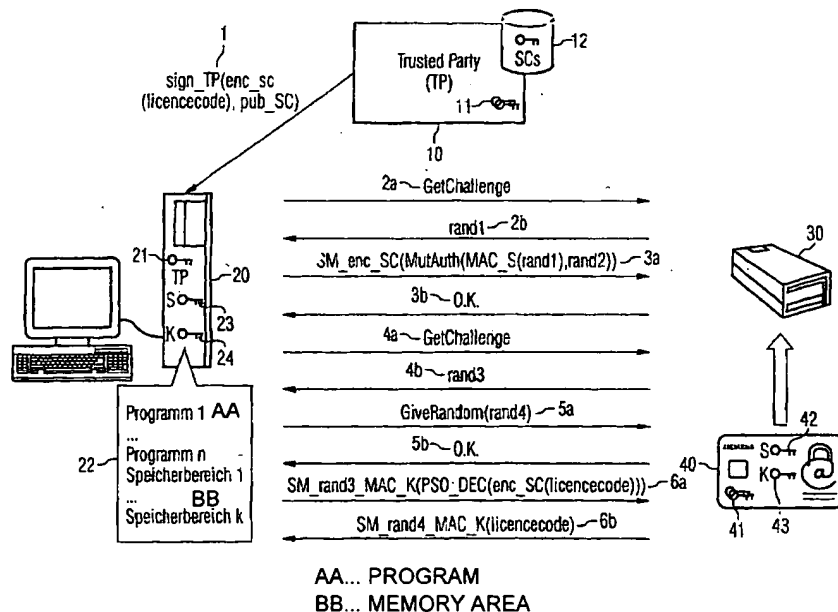 1
sign_TP(enc_sc
(licencecode), pub_SC)
Trusted Party
(TP)
11
10
SCs
12
2a
GetChallenge
rand1
2b
SM_enc_SC(MutAuth(MAC_S(rand1),rand2))
3a
3b
O.K.
4a
GetChallenge
4b
rand3
GiveRandom(rand4)
5a
5b
O.K.
SM_rand3_MAC_K(PSO·DEC(enc_SC(licencecode)))
6a
SM_rand4_MAC_K(licencecode)
6b
21
TP
20
S
23
K
24
22
Programm 1 AA
...
Programm n
Speicherbereich 1
... BB
Speicherbereich k
30
40
S
42
K
@
41
43
AA... PROGRAM
BB... MEMORY AREA